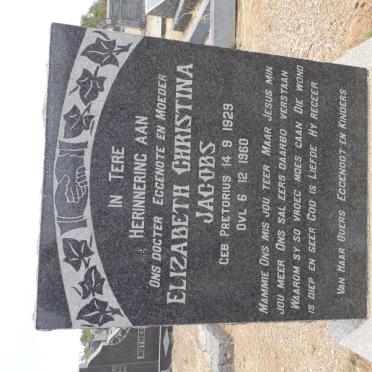 IN TERE
HERINNERING AAN
ONS DOGTER EGGENOTE EN MOEDER
ELIZABETH CHRISTINA
JACOBS
GEB PRETORIUS 14 9 1929
OVL 6 12 1960
MAMMIE ONS MIS JOU TEER MAAR JESUS MIN
JOU MEER ONS SAL EERS DAARBO VERSTAAN
WAAROM SY SO VROEG MOES GAAN DIE WOND
IS DIEP EN SEER GOD IS LIEFDE HY REGEER
VAN HAAR OUERS EGGENOOT EN KINDERS